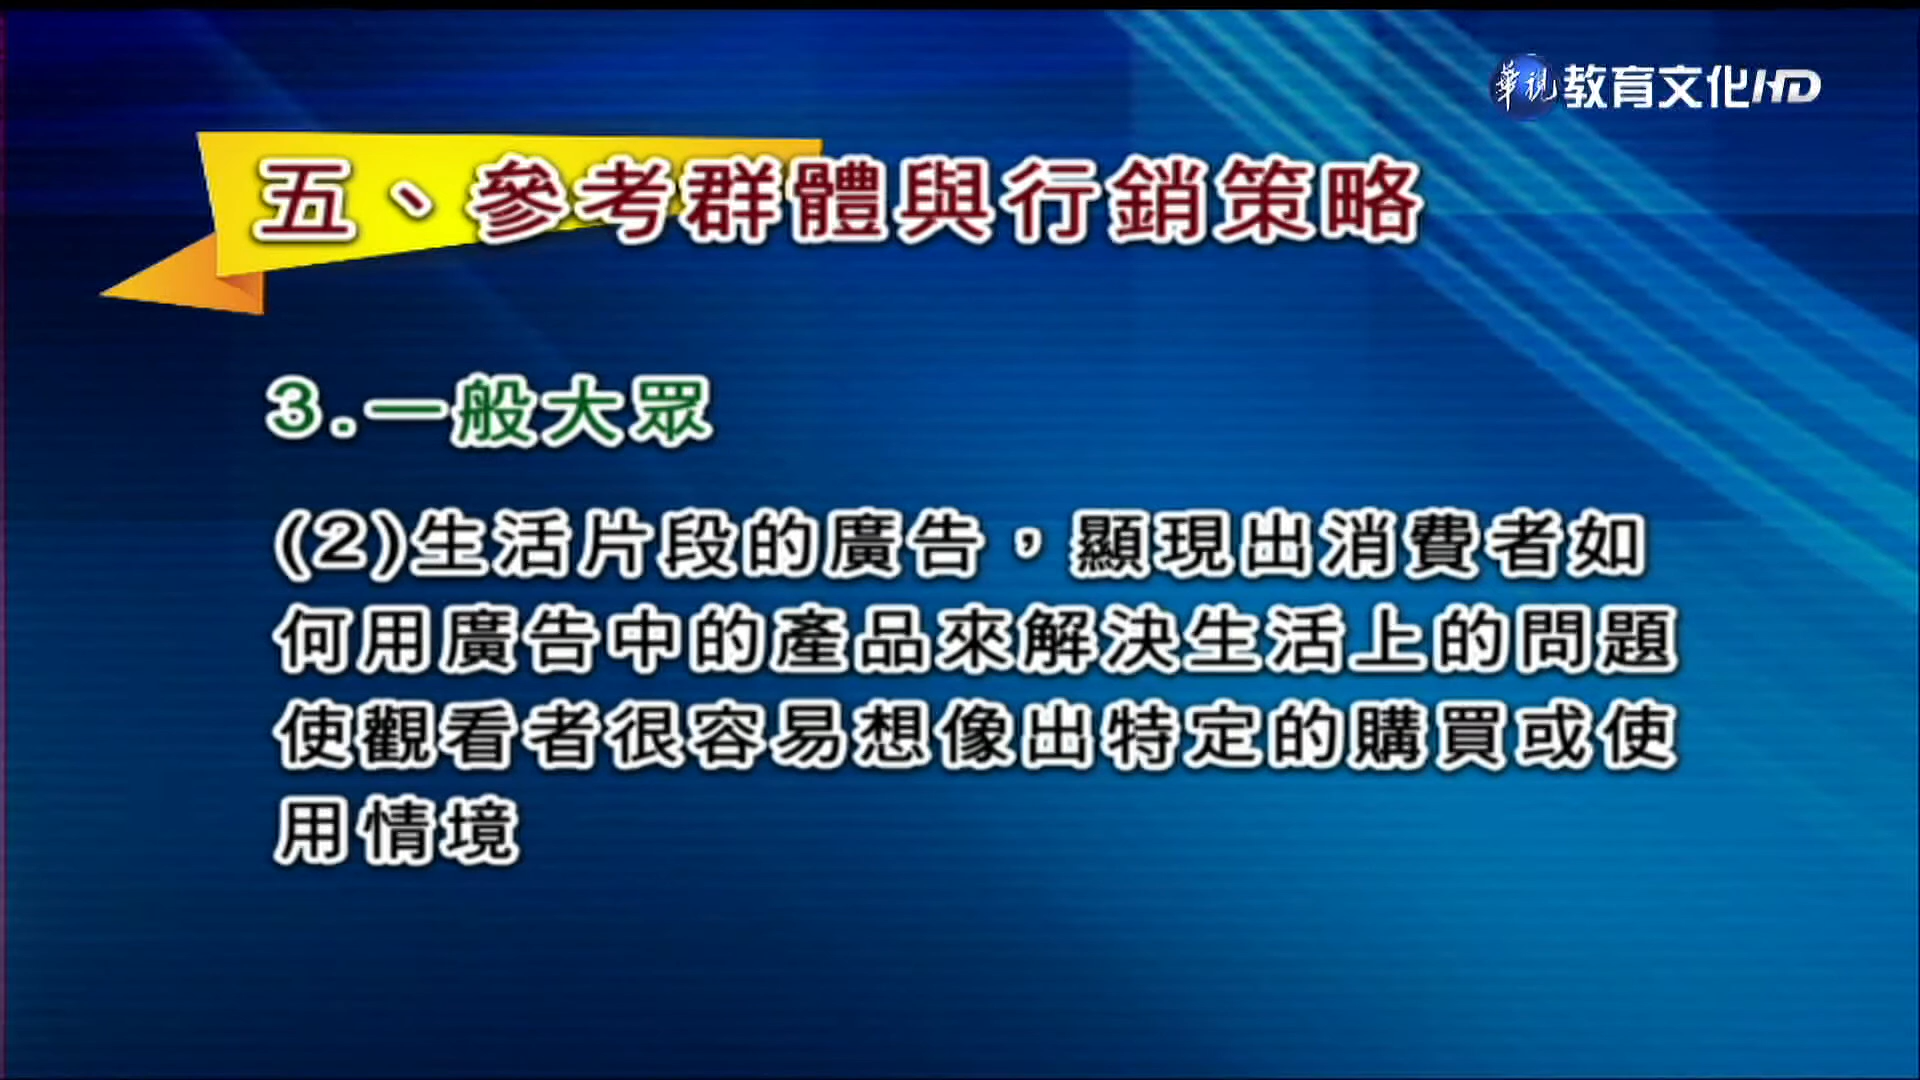 華視 教育文化HD
五、參考群體與行銷策略
3.一般大眾
(2)生活片段的廣告，顯現出消費者如
何用廣告中的產品來解決生活上的問題
使觀看者很容易想像出特定的購買或使
用情境